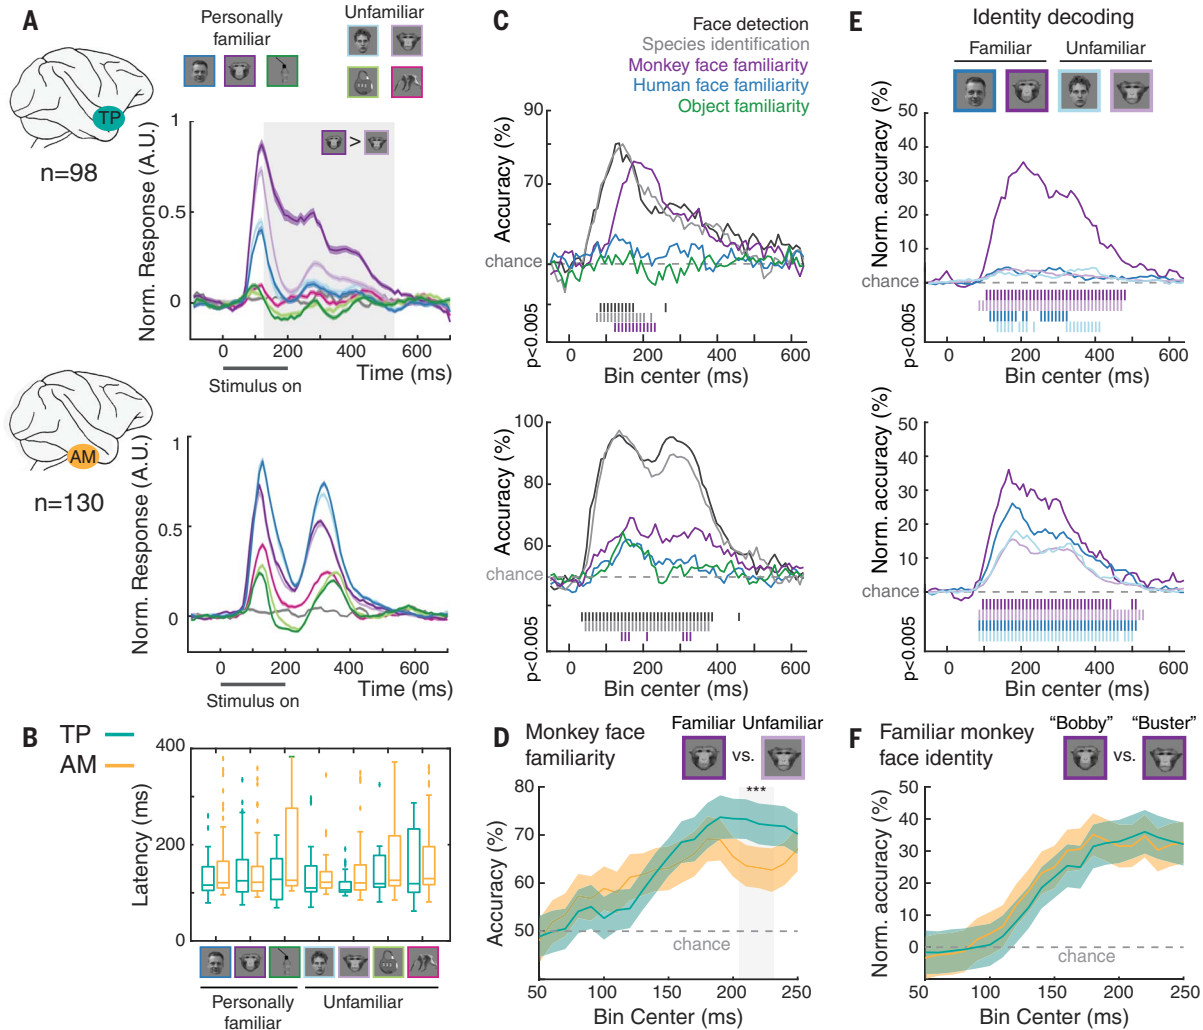 A
Personally
familiar
Unfamiliar
TP
n=98
Norm. Response (A.U.)
1
0.5
0
>
0
200
400
600
Stimulus on
Time (ms)
AM
n=130
Norm. Response (A.U.)
1
0.5
0
0
200
400
600
Stimulus on
Time (ms)
B
TP
AM
Latency (ms)
400
200
0
Personally
familiar
Unfamiliar
C
Face detection
Species identification
Monkey face familiarity
Human face familiarity
Object familiarity
Accuracy (%)
90
70
chance
p<0.005
0
200
400
600
Bin center (ms)
Accuracy (%)
100
80
60
chance
p<0.005
0
200
400
600
Bin center (ms)
D
Monkey face
familiarity
Familiar
Unfamiliar
vs.
***
Accuracy (%)
80
70
60
50
chance
50
100
150
200
250
Bin Center (ms)
E
Identity decoding
Familiar
Unfamiliar
Norm. accuracy (%)
50
40
30
20
10
chance
p<0.005
0
200
400
600
Bin center (ms)
Norm. accuracy (%)
50
40
30
20
10
chance
p<0.005
0
200
400
600
Bin center (ms)
F
Familiar monkey
face identity
“Bobby”
“Buster”
vs.
Norm. accuracy (%)
50
40
30
20
10
0
chance
50
100
150
200
250
Bin Center (ms)